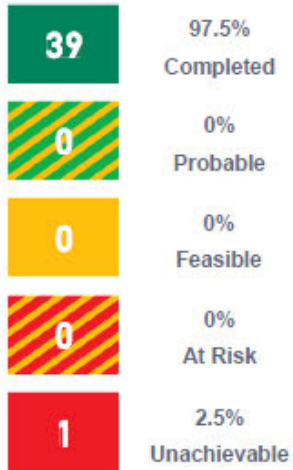 39
97.5%
Completed
0
0%
Probable
0
0%
Feasible
0
0%
At Risk
1
2.5%
Unachievable